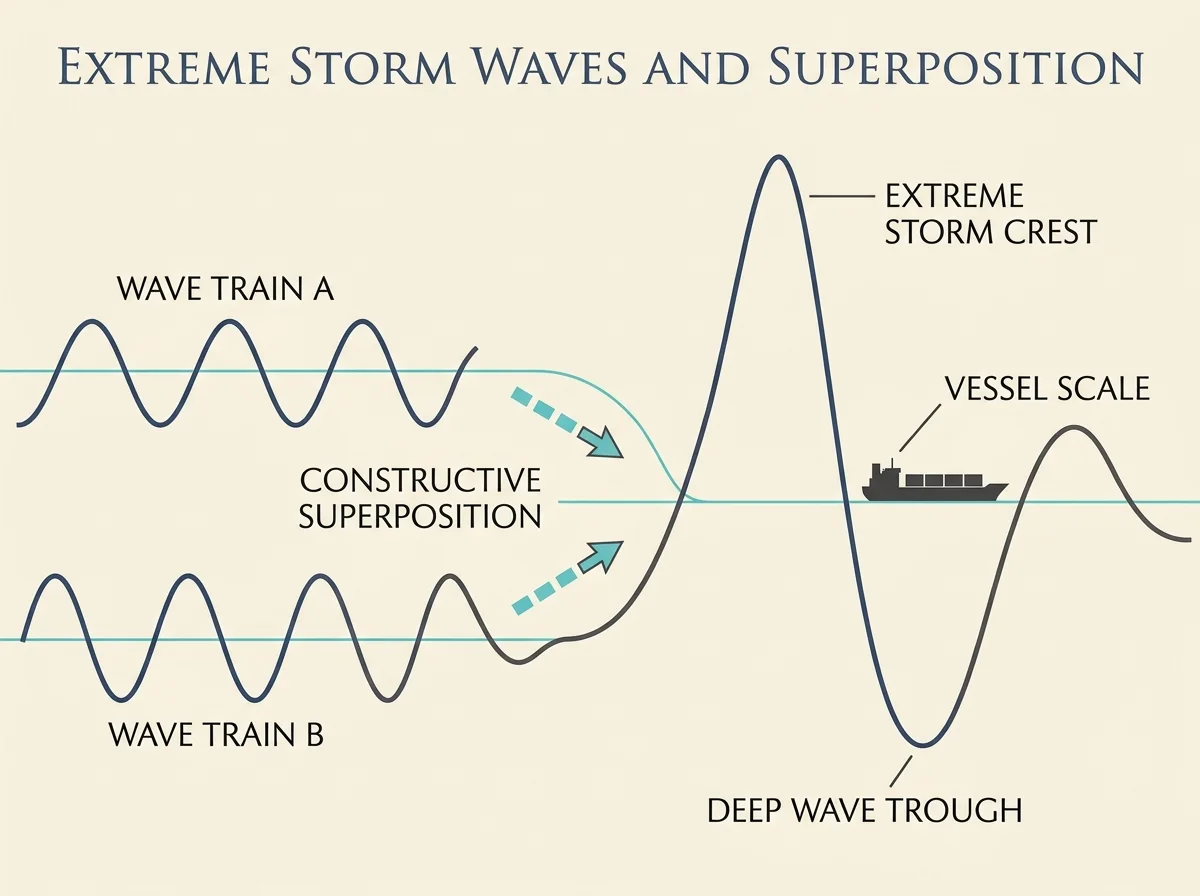 EXTREME STORM WAVES AND SUPERPOSITION
EXTREME
STORM CREST
WAVE TRAIN A
VESSEL SCALE
CONSTRUCTIVE
SUPERPOSITION
WAVE TRAIN B
DEEP WAVE TROUGH